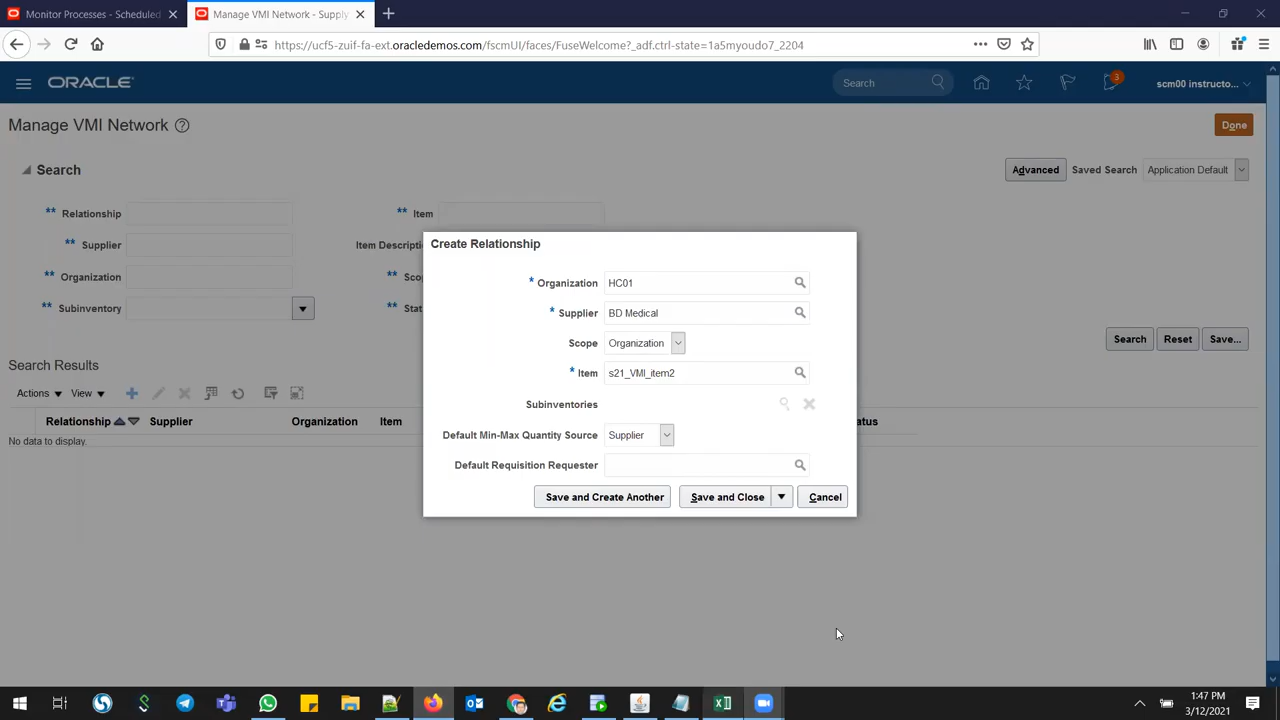 Monitor Processes - Scheduled
Manage VMI Network - Supply
https://ucf5-zuif-fa-ext.oracledemos.com/fscmUI/faces/FuseWelcome?_adf.ctrl-state=1a5myoudo7_2204
ORACLE
Search
3
scm00 instructo...
Manage VMI Network
Done
Search
Advanced
Saved Search
Application Default
** Relationship
** Item
** Supplier
Item Descripti
** Organization
** Sco
** Subinventory
** Stat
Search
Reset
Save...
Create Relationship
* Organization
HC01
* Supplier
BD Medical
Scope
Organization
* Item
s21_VMI_item2
Subinventories
Default Min-Max Quantity Source
Supplier
Default Requisition Requester
Save and Create Another
Save and Close
Cancel
Search Results
Actions
View
Relationship
Supplier
Organization
Item
atus
No data to display.
1:47 PM
3/12/2021